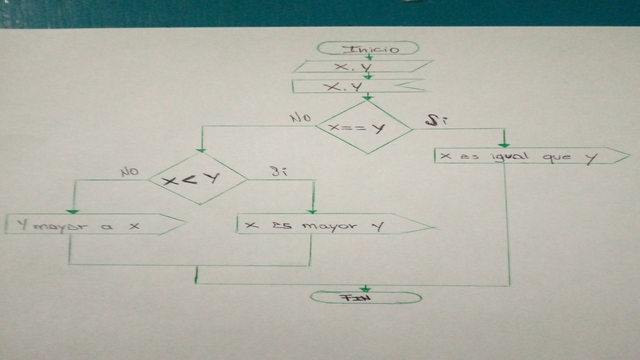 Inicio
X. Y
X. Y
No
X == Y
Si
X es igual que Y
No
X < Y
Si
Y mayor a X
X es mayor Y
FIN